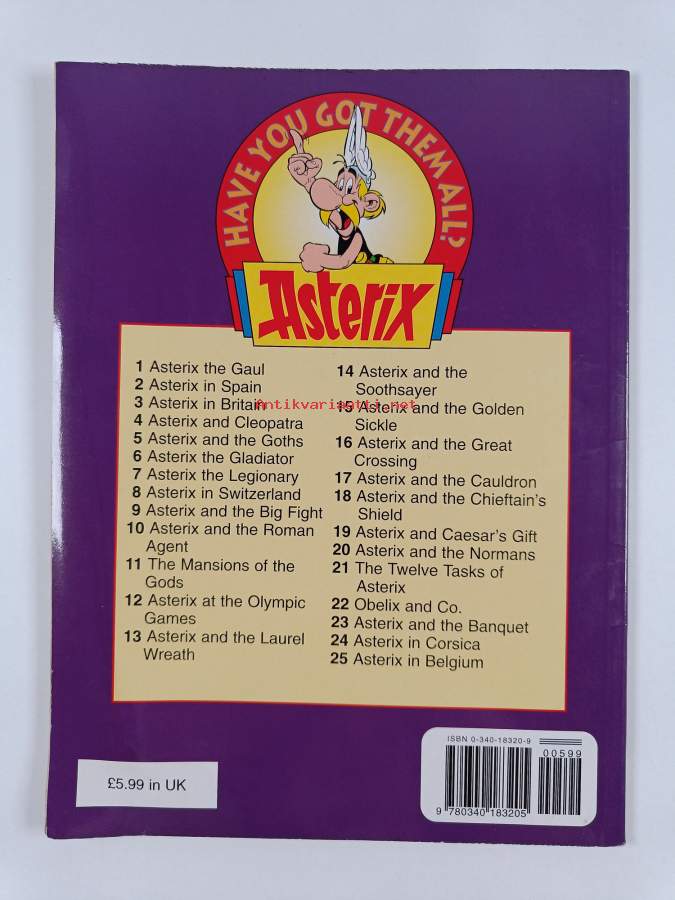 HAVE YOU GOT THEM ALL?
Asterix
1 Asterix the Gaul
2 Asterix in Spain
3 Asterix in Britain
4 Asterix and Cleopatra
5 Asterix and the Goths
6 Asterix the Gladiator
7 Asterix the Legionary
8 Asterix in Switzerland
9 Asterix and the Big Fight
10 Asterix and the Roman
Agent
11 The Mansions of the
Gods
12 Asterix at the Olympic
Games
13 Asterix and the Laurel
Wreath
14 Asterix and the
Soothsayer
15 Asterix and the Golden
Sickle
16 Asterix and the Great
Crossing
17 Asterix and the Cauldron
18 Asterix and the Chieftain's
Shield
19 Asterix and Caesar's Gift
20 Asterix and the Normans
21 The Twelve Tasks of
Asterix
22 Obelix and Co.
23 Asterix and the Banquet
24 Asterix in Corsica
25 Asterix in Belgium
Antikvariaatti.net
£5.99 in UK
ISBN 0-340-18320-9
00599
9 780340 183205